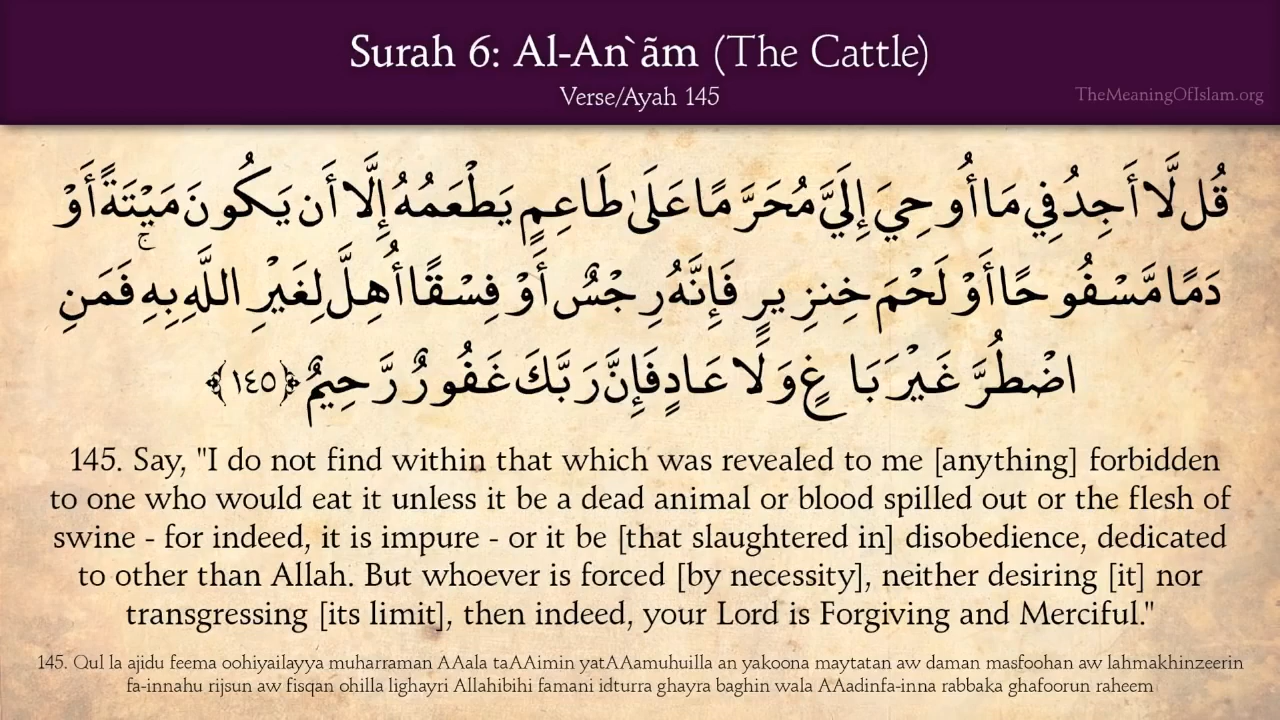 Surah 6: Al-An`ãm (The Cattle)
Verse/Ayah 145
TheMeaningOfIslam.org
قُل لَّا أَجِدُ فِي مَا أُوحِيَ إِلَيَّ مُحَرَّمًا عَلَىٰ طَاعِمٍ يَطْعَمُهُ إِلَّا أَن يَكُونَ مَيْتَةً أَوْ
دَمًا مَّسْفُوحًا أَوْ لَحْمَ خِنزِيرٍ فَإِنَّهُ رِجْسٌ أَوْ فِسْقًا أُهِلَّ لِغَيْرِ اللَّهِ بِهِ ۚ فَمَنِ
اضْطُرَّ غَيْرَ بَاغٍ وَلَا عَادٍ فَإِنَّ رَبَّكَ غَفُورٌ رَّحِيمٌ ﴿١٤٥﴾
145. Say, "I do not find within that which was revealed to me [anything] forbidden
to one who would eat it unless it be a dead animal or blood spilled out or the flesh of
swine - for indeed, it is impure - or it be [that slaughtered in] disobedience, dedicated
to other than Allah. But whoever is forced [by necessity], neither desiring [it] nor
transgressing [its limit], then indeed, your Lord is Forgiving and Merciful."
145. Qul la ajidu feema oohiyailayya muharraman AAala taAAimin yatAAamuhuilla an yakoona maytatan aw daman masfoohan aw lahmakhinzeerin
fa-innahu rijsun aw fisqan ohilla lighayri Allahibihi famani idturra ghayra baghin wala AAadinfa-inna rabbaka ghafoorun raheem